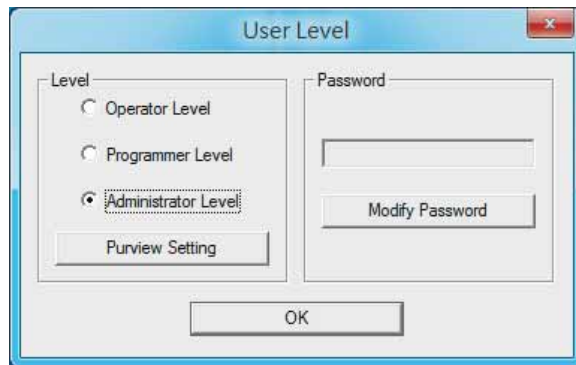 User Level
x
Level
Operator Level
Programmer Level
Administrator Level
Purview Setting
Password
Modify Password
OK